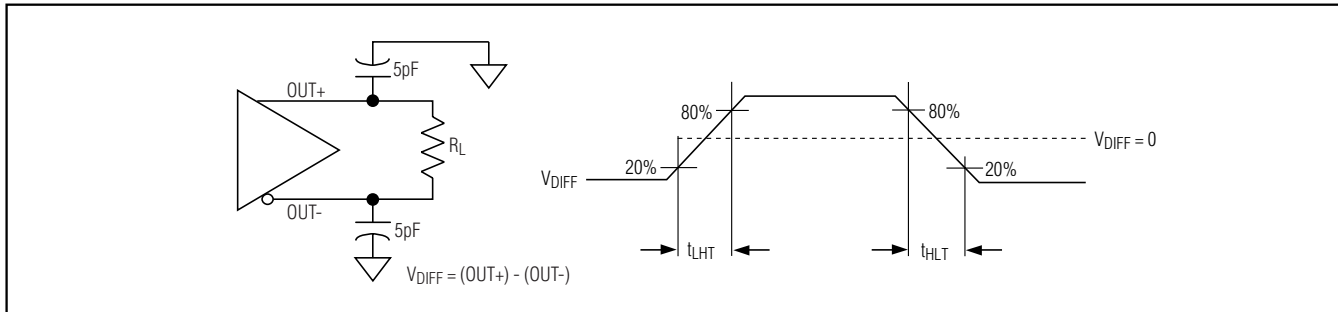 5pF
OUT+
R_L
OUT-
5pF
V_DIFF = (OUT+) - (OUT-)
80%
80%
V_DIFF = 0
20%
20%
V_DIFF
t_LHT
t_HLT